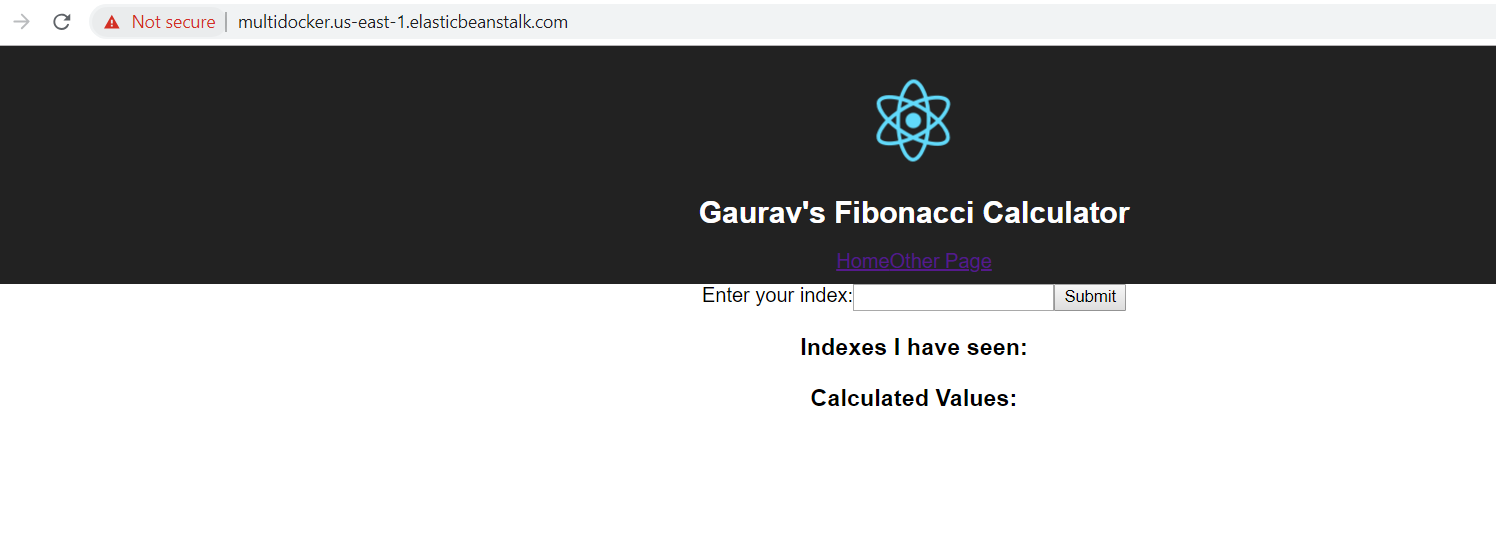 Not secure | multidocker.us-east-1.elasticbeanstalk.com
Gaurav's Fibonacci Calculator
HomeOther Page
Enter your index: Submit
Indexes I have seen:
Calculated Values: